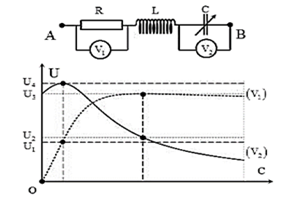 R L C
A B
V₁ V₂
U
U₄
U₃ (V₁)
U₂
U₁ (V₂)
O C